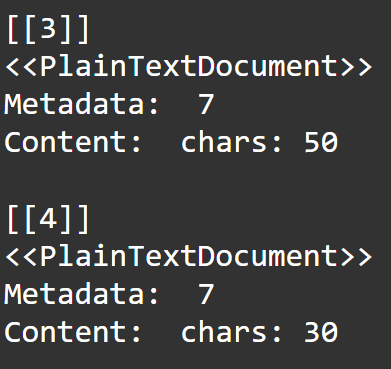 [[3]]
<<PlainTextDocument>>
Metadata:  7
Content:  chars: 50

[[4]]
<<PlainTextDocument>>
Metadata:  7
Content:  chars: 30